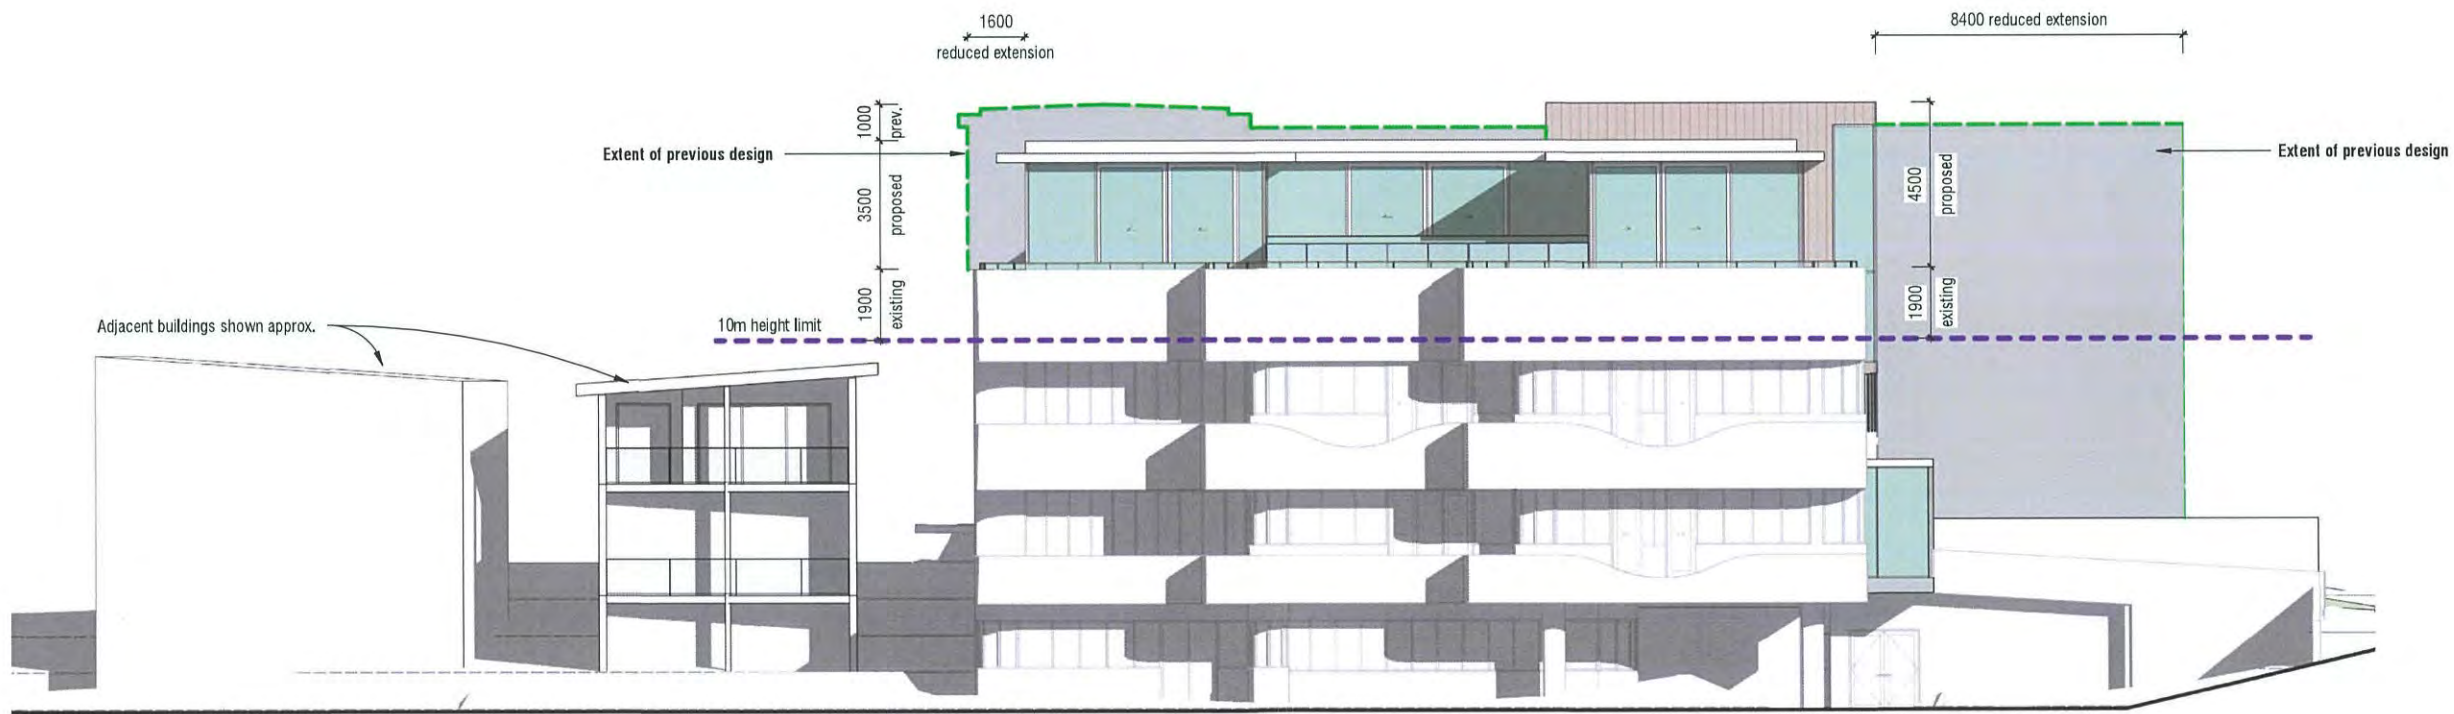 1600
reduced extension
8400 reduced extension
1000
prev.
Extent of previous design
Extent of previous design
3500
proposed
4500
proposed
1900
existing
1900
existing
Adjacent buildings shown approx.
10m height limit